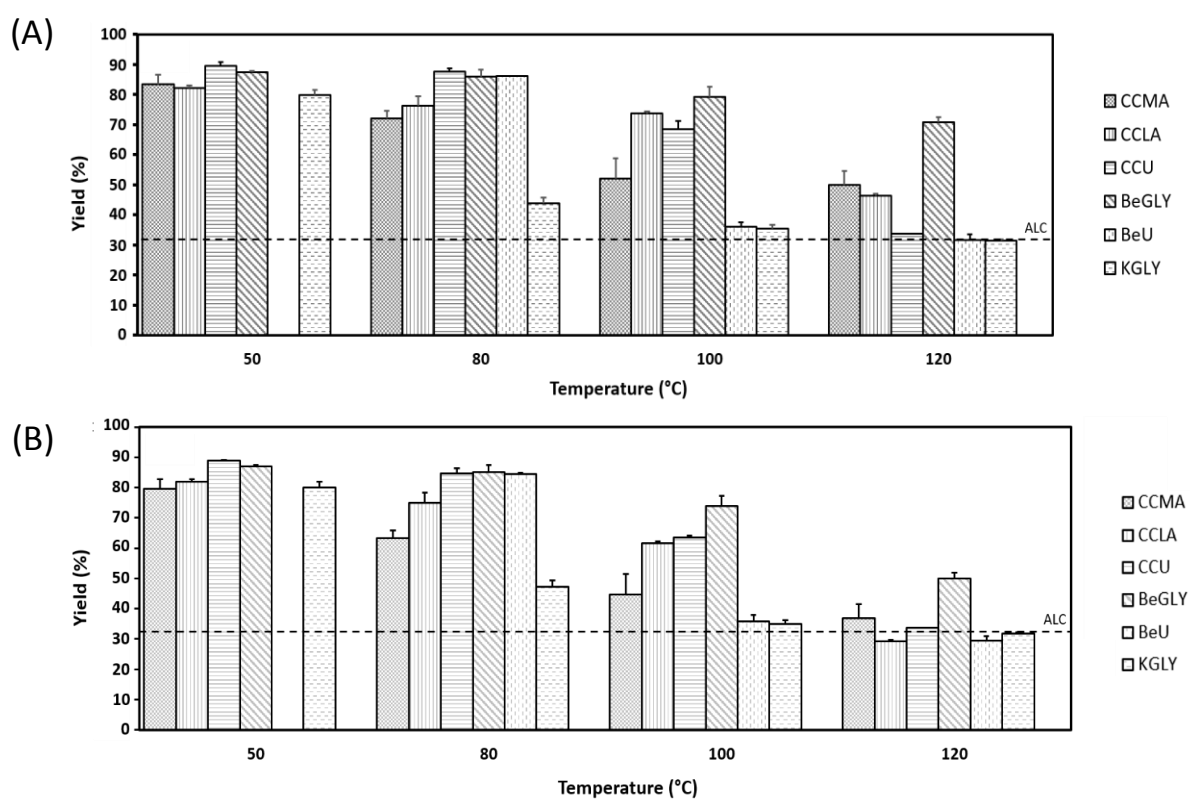 (A)
100
90
80
70
60
50
40
30
20
10
0
Yield (%)
ALC
50 80 100 120
Temperature (°C)
CCMA
CCLA
CCU
BeGLY
BeU
KGLY
(B)
100
90
80
70
60
50
40
30
20
10
0
Yield (%)
ALC
50 80 100 120
Temperature (°C)
CCMA
CCLA
CCU
BeGLY
BeU
KGLY